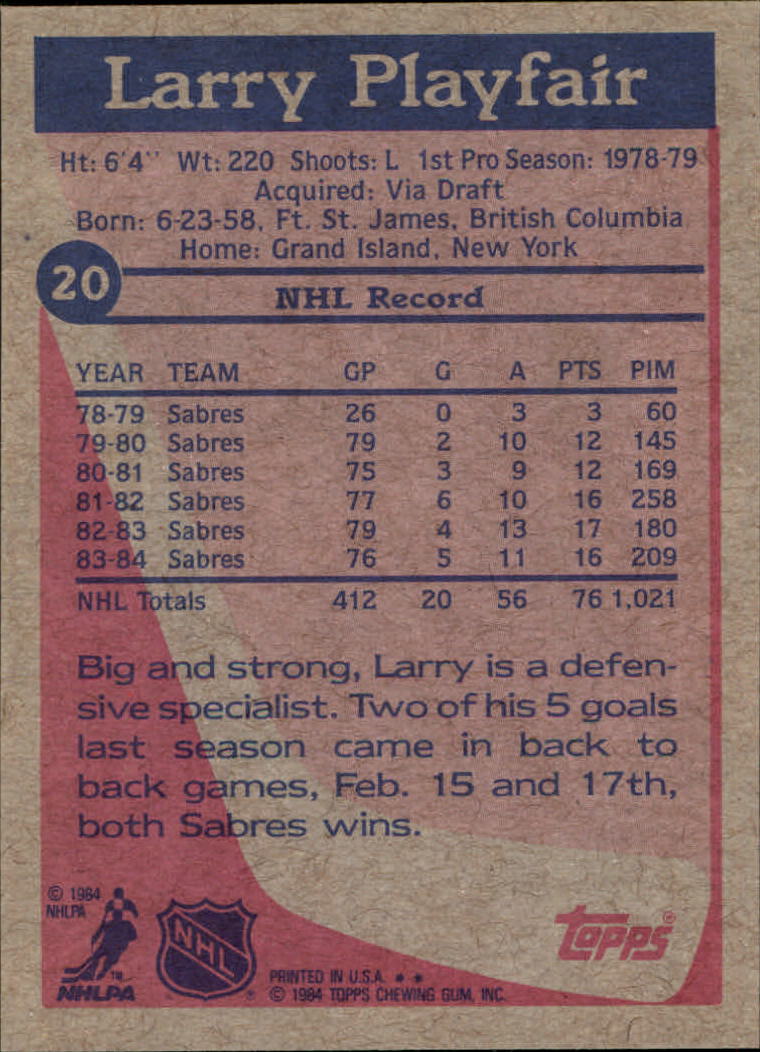 Larry Playfair
Ht: 6'4" Wt: 220 Shoots: L 1st Pro Season: 1978-79
Acquired: Via Draft
Born: 6-23-58, Ft. St. James, British Columbia
Home: Grand Island, New York
20
NHL Record
YEAR TEAM GP G A PTS PIM
78-79 Sabres 26 0 3 3 60
79-80 Sabres 79 2 10 12 145
80-81 Sabres 75 3 9 12 169
81-82 Sabres 77 6 10 16 258
82-83 Sabres 79 4 13 17 180
83-84 Sabres 76 5 11 16 209
NHL Totals 412 20 56 76 1,021
Big and strong, Larry is a defen-
sive specialist. Two of his 5 goals
last season came in back to
back games, Feb. 15 and 17th,
both Sabres wins.
© 1984
NHLPA
TM
NHLPA
NHL
®
PRINTED IN U.S.A. * *
© 1984 TOPPS CHEWING GUM, INC.
topps®